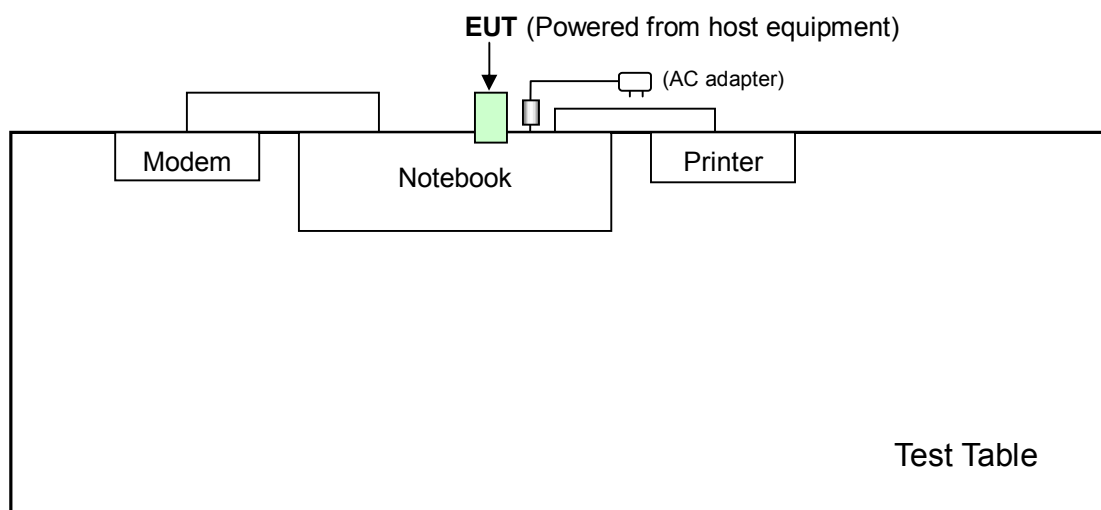 EUT (Powered from host equipment)
(AC adapter)
Modem
Notebook
Printer
Test Table